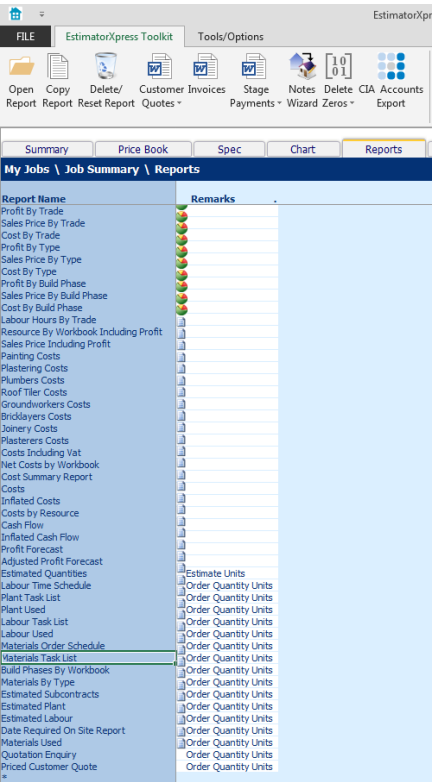 EstimatorXpr
FILE EstimatorXpress Toolkit Tools/Options
Open Report
Copy Report
Delete/ Reset Report
Customer Quotes
Invoices
Stage Payments
Notes Wizard
Delete Zeros
CIA Accounts Export
Summary Price Book Spec Chart Reports
My Jobs \ Job Summary \ Reports
Report Name Remarks .
Profit By Trade
Sales Price By Trade
Cost By Trade
Profit By Type
Sales Price By Type
Cost By Type
Profit By Build Phase
Sales Price By Build Phase
Cost By Build Phase
Labour Hours By Trade
Resource By Workbook Including Profit
Sales Price Including Profit
Painting Costs
Plastering Costs
Plumbers Costs
Roof Tiler Costs
Groundworkers Costs
Bricklayers Costs
Joinery Costs
Plasterers Costs
Costs Including Vat
Net Costs by Workbook
Cost Summary Report
Costs
Inflated Costs
Costs by Resource
Cash Flow
Inflated Cash Flow
Profit Forecast
Adjusted Profit Forecast
Estimated Quantities Estimate Units
Labour Time Schedule Order Quantity Units
Plant Task List Order Quantity Units
Plant Used Order Quantity Units
Labour Task List Order Quantity Units
Labour Used Order Quantity Units
Materials Order Schedule Order Quantity Units
Materials Task List Order Quantity Units
Build Phases By Workbook Order Quantity Units
Materials By Type Order Quantity Units
Estimated Subcontracts Order Quantity Units
Estimated Plant Order Quantity Units
Estimated Labour Order Quantity Units
Date Required On Site Report Order Quantity Units
Materials Used Order Quantity Units
Quotation Enquiry Order Quantity Units
Priced Customer Quote Order Quantity Units
*